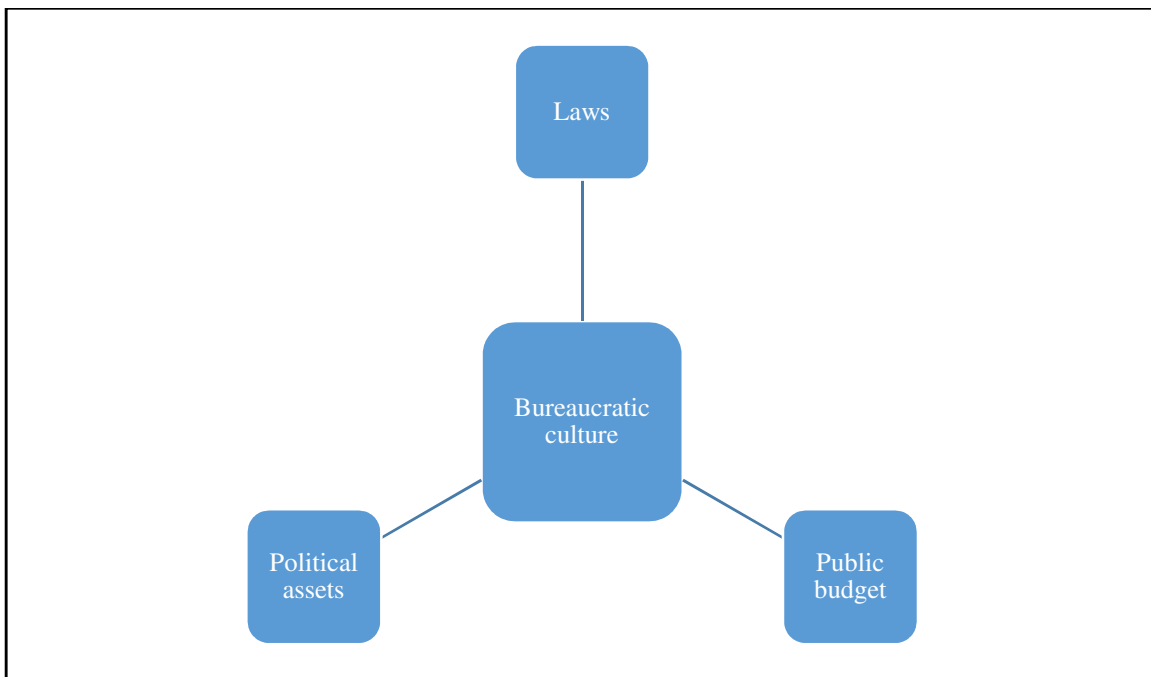 Laws
Bureaucratic
culture
Political
assets
Public
budget